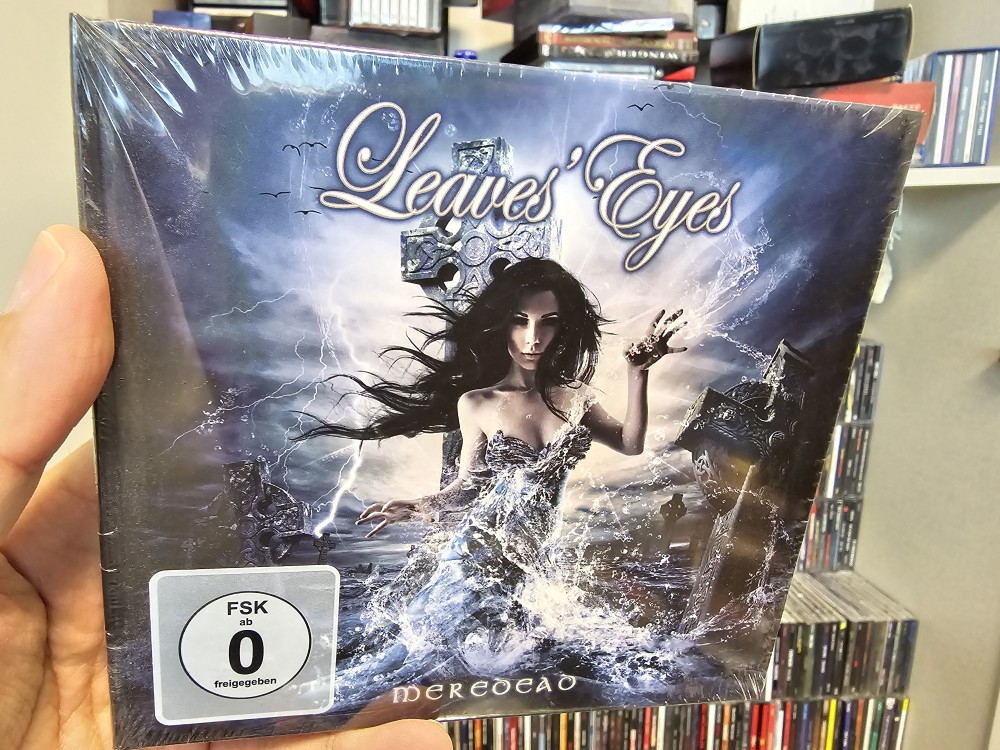 Leaves' Eyes
FSK
ab
0
freigegeben
MEREDEAD